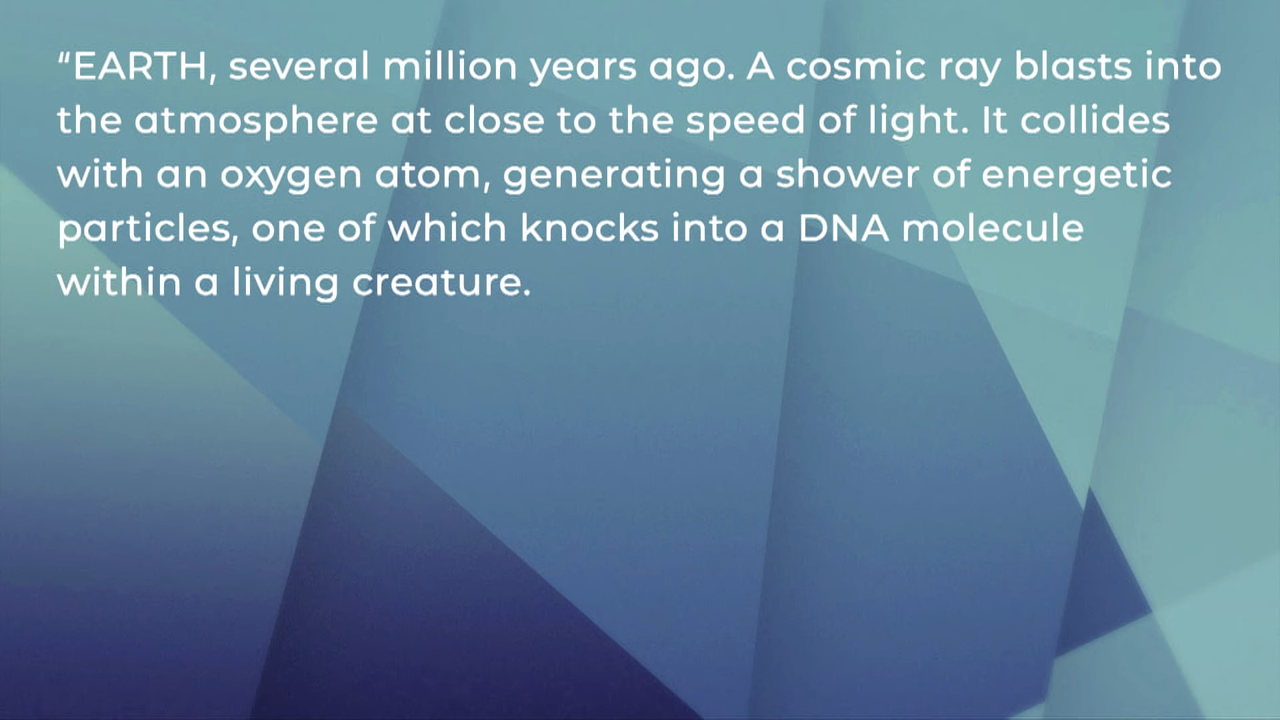 “EARTH, several million years ago. A cosmic ray blasts into
the atmosphere at close to the speed of light. It collides
with an oxygen atom, generating a shower of energetic
particles, one of which knocks into a DNA molecule
within a living creature.